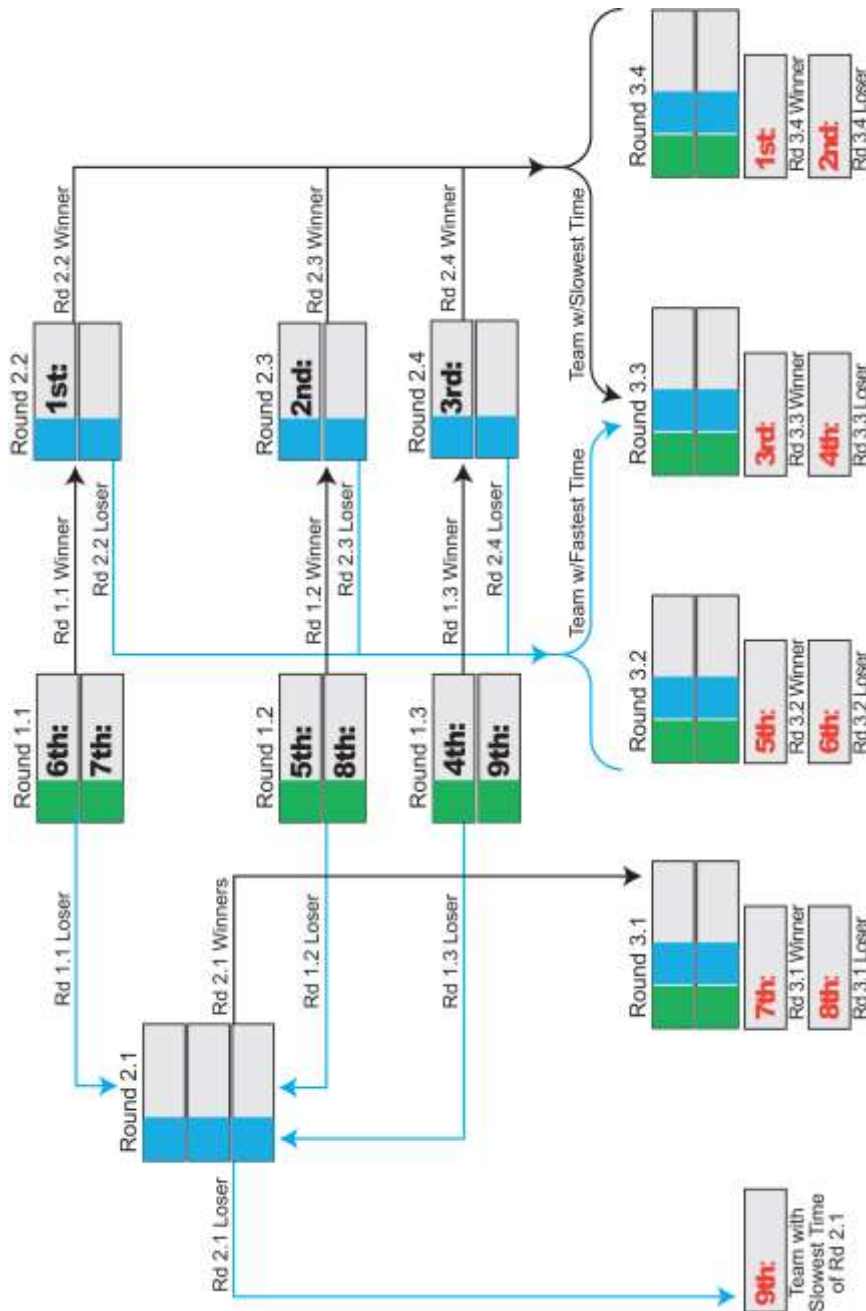 Round 1.1
6th:
7th:
Rd 1.1 Loser
Rd 1.1 Winner
Round 2.2
1st:
Rd 2.2 Loser
Rd 2.2 Winner
Round 2.1
Rd 2.1 Loser
Rd 2.1 Winners
Round 1.2
5th:
8th:
Rd 1.2 Loser
Rd 1.2 Winner
Round 2.3
2nd:
Rd 2.3 Loser
Rd 2.3 Winner
Round 1.3
4th:
9th:
Rd 1.3 Loser
Rd 1.3 Winner
Round 2.4
3rd:
Rd 2.4 Loser
Rd 2.4 Winner
Team w/Fastest Time
Team w/Slowest Time
9th:
Team with
Slowest Time
of Rd 2.1
Round 3.1
7th:
Rd 3.1 Winner
8th:
Rd 3.1 Loser
Round 3.2
5th:
Rd 3.2 Winner
6th:
Rd 3.2 Loser
Round 3.3
3rd:
Rd 3.3 Winner
4th:
Rd 3.3 Loser
Round 3.4
1st:
Rd 3.4 Winner
2nd:
Rd 3.4 Loser